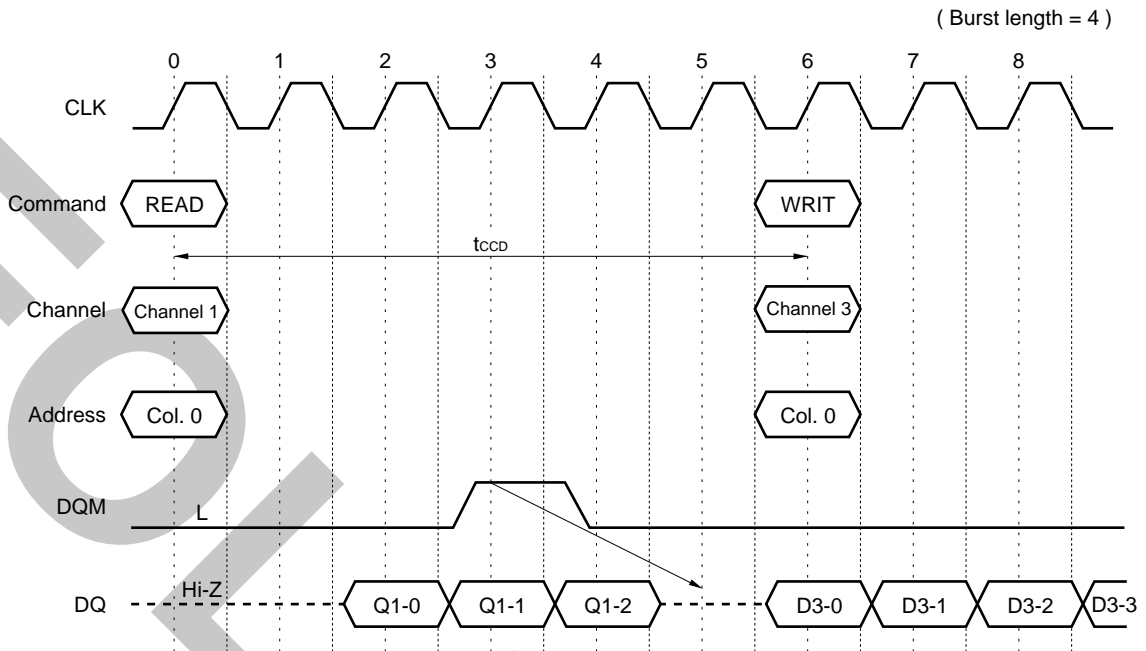 ( Burst length = 4 )
0 1 2 3 4 5 6 7 8
CLK
Command READ WRIT
tCCD
Channel Channel 1 Channel 3
Address Col. 0 Col. 0
DQM L
DQ Hi-Z Q1-0 Q1-1 Q1-2 D3-0 D3-1 D3-2 D3-3